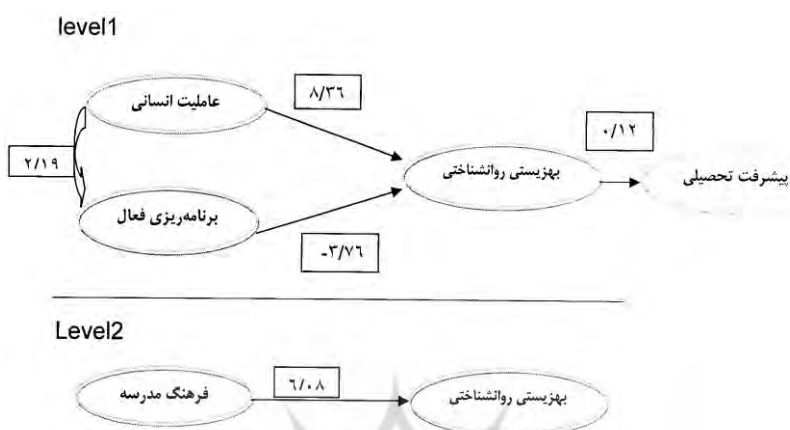 level1
عاملیت انسانی
۸/۳۶
۰/۱۲
۲/۱۹
بهزیستی روانشناختی
پیشرفت تحصیلی
برنامه‌ریزی فعال
-۳/۷۶
Level2
فرهنگ مدرسه
۶/۰۸
بهزیستی روانشناختی